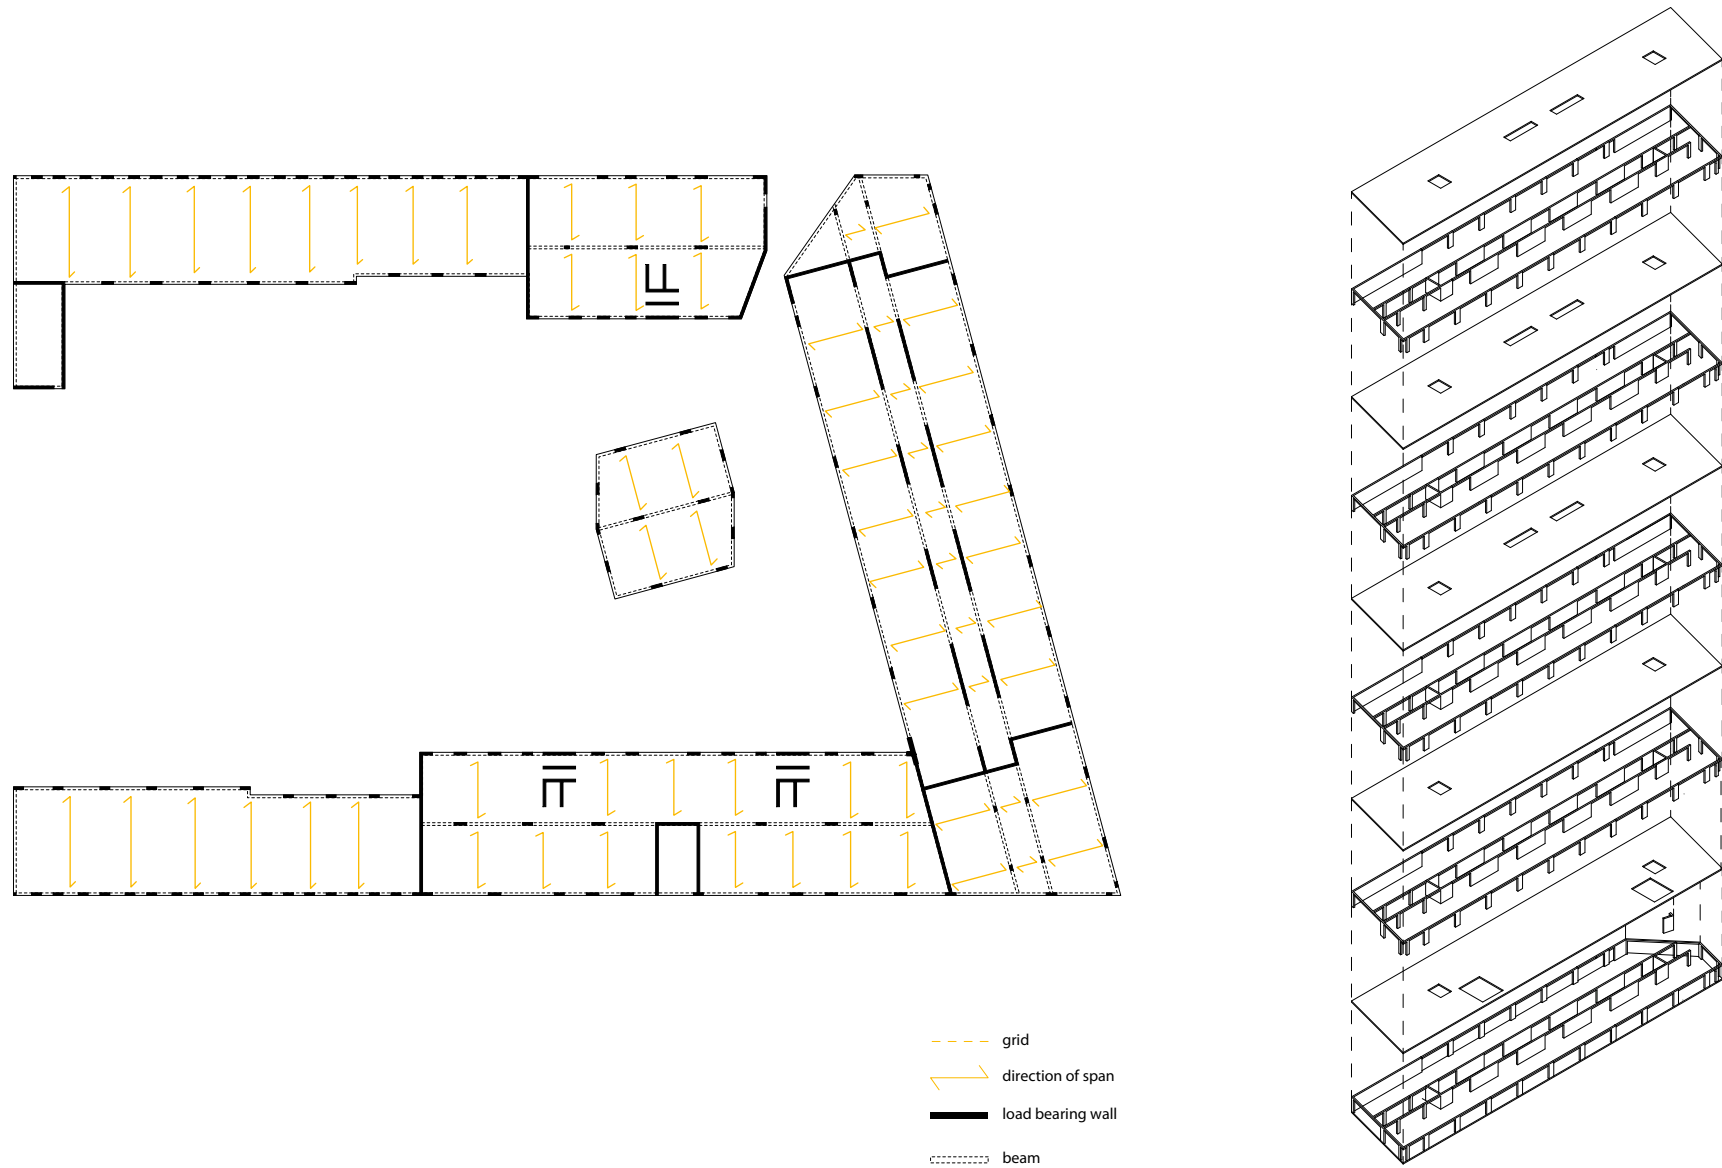 grid
direction of span
load bearing wall
beam